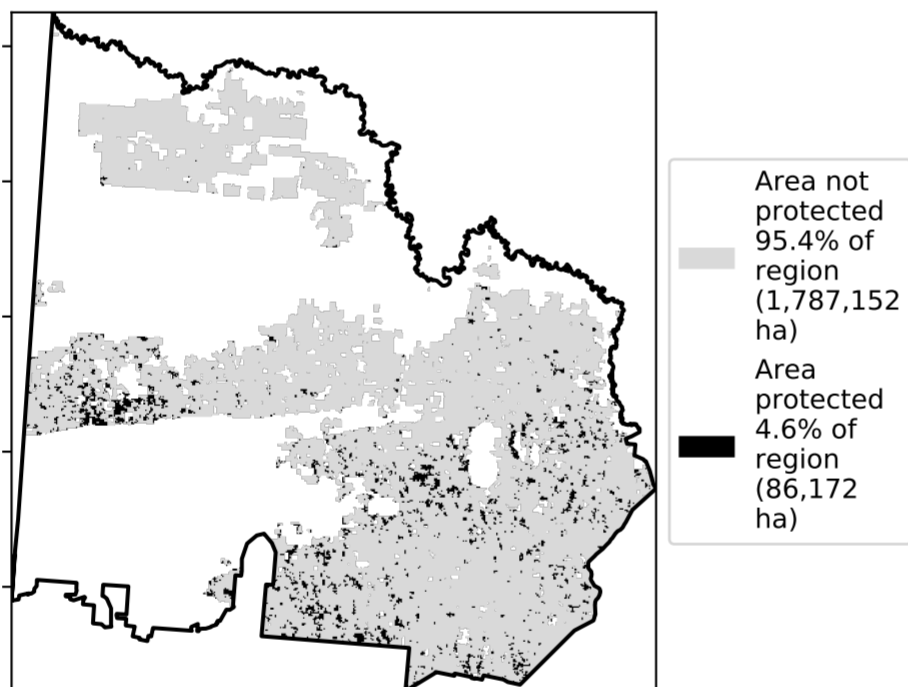 Area not
protected
95.4% of
region
(1,787,152
ha)
Area
protected
4.6% of
region
(86,172
ha)